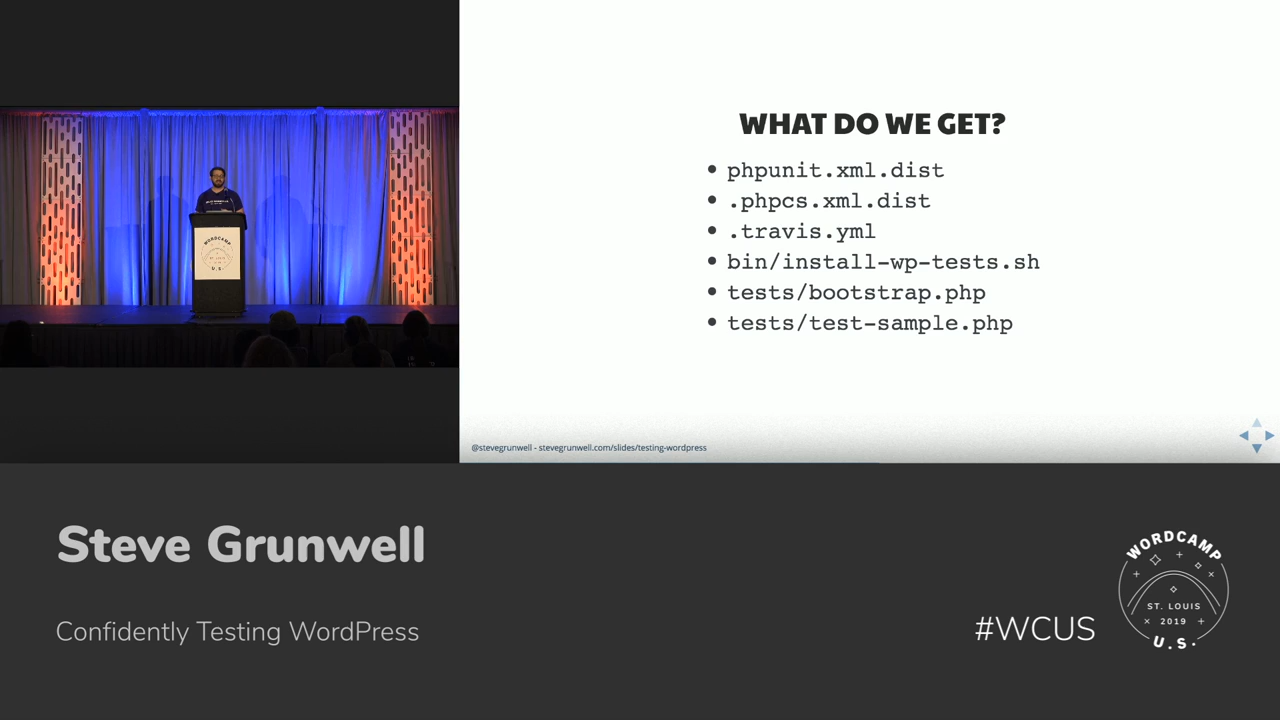 WHAT DO WE GET?
• phpunit.xml.dist
• .phpcs.xml.dist
• .travis.yml
• bin/install-wp-tests.sh
• tests/bootstrap.php
• tests/test-sample.php
@stevegrunwell - stevegrunwell.com/slides/testing-wordpress
WORDCAMP
U.S.
Steve Grunwell
Confidently Testing WordPress
#WCUS
WORDCAMP
ST. LOUIS
2019
U.S.